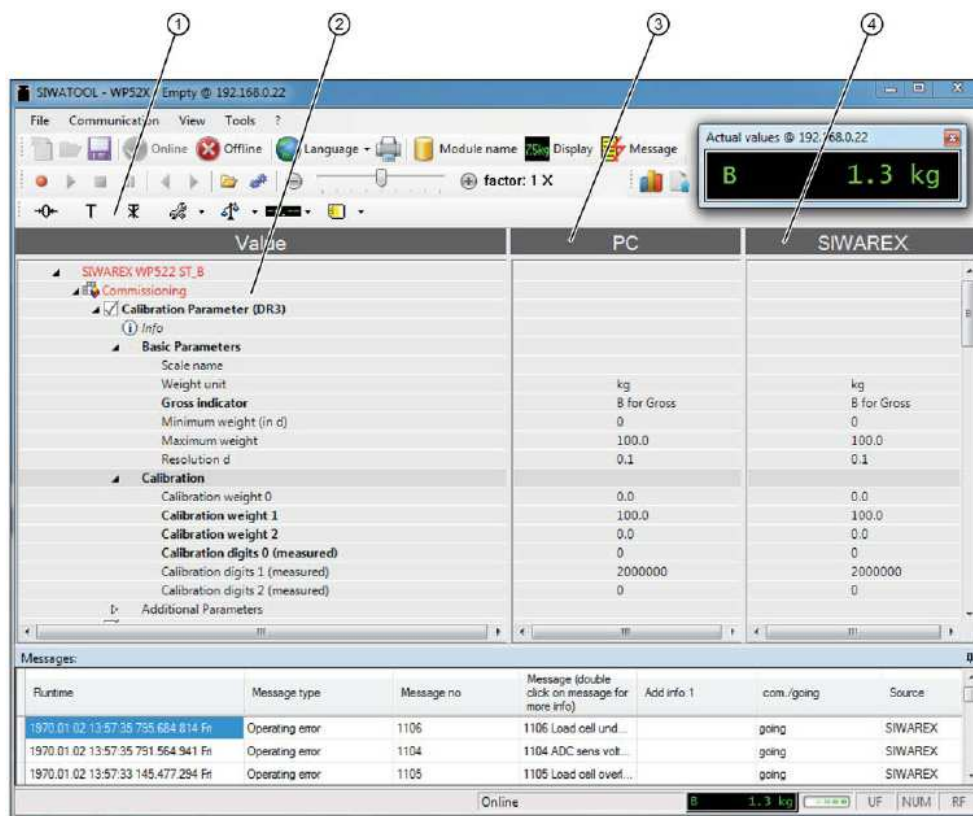 ① ② ③ ④
SIWATOOL - WP52X - Empty @ 192.168.0.22
File Communication View Tools ?
Online Offline Language Module name 75kg Display Message
Actual values @ 192.168.0.22
B 1.3 kg
factor: 1 X
T
Value PC SIWAREX
SIWAREX WP522 ST_B
Commissioning
Calibration Parameter (DR3)
Info
Basic Parameters
Scale name
Weight unit kg kg
Gross indicator B for Gross B for Gross
Minimum weight (in d) 0 0
Maximum weight 100.0 100.0
Resolution d 0.1 0.1
Calibration
Calibration weight 0 0.0 0.0
Calibration weight 1 100.0 100.0
Calibration weight 2 0.0 0.0
Calibration digits 0 (measured) 0 0
Calibration digits 1 (measured) 2000000 2000000
Calibration digits 2 (measured) 0 0
Additional Parameters
Messages:
Runtime Message type Message no Message (double click on message for more info) Add info 1 com./going Source
1970.01.02 13:57:35 795.684.814 Fri Operating error 1106 1106 Load cell und... going SIWAREX
1970.01.02 13:57:35 791.564.941 Fri Operating error 1104 1104 ADC sens volt... going SIWAREX
1970.01.02 13:57:33 145.477.294 Fri Operating error 1105 1105 Load cell overl... going SIWAREX
Online B 1.3 kg UF NUM RF